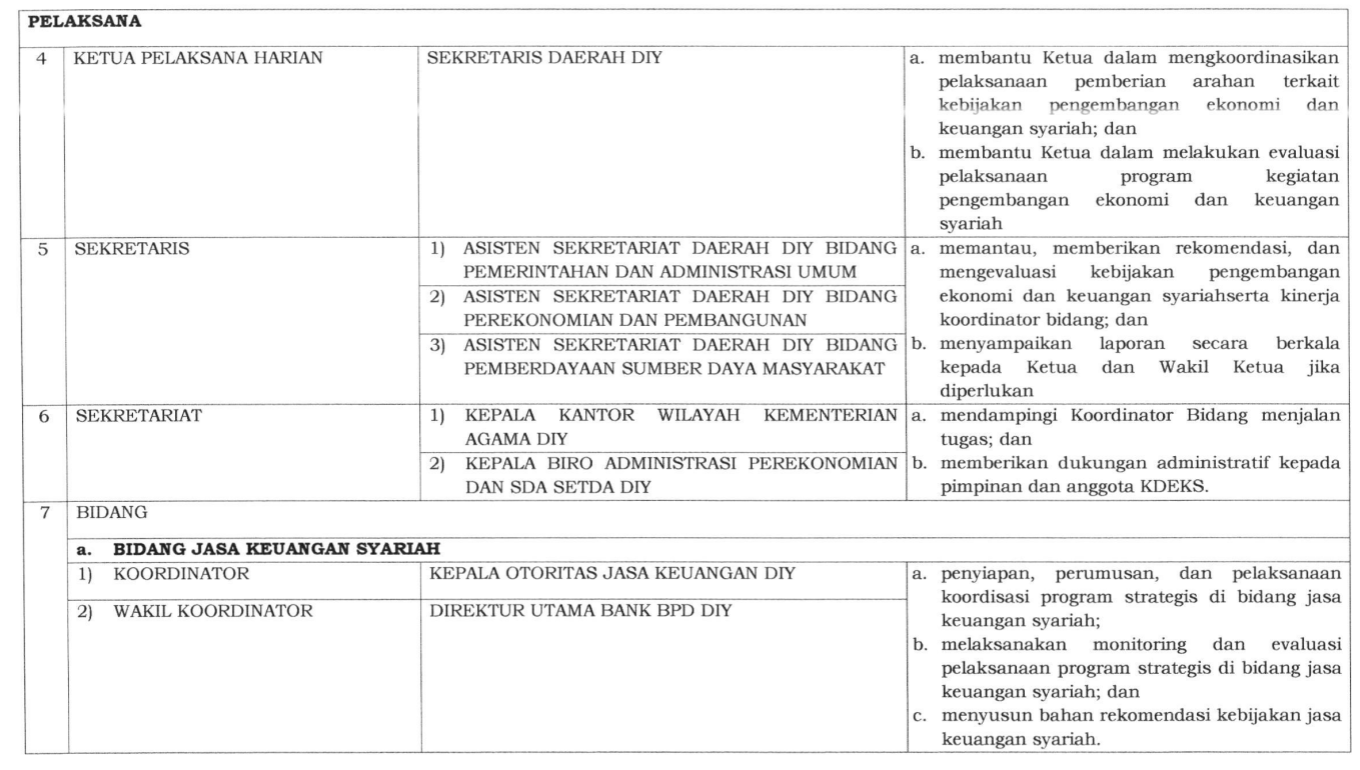 PELAKSANA
4 KETUA PELAKSANA HARIAN SEKRETARIS DAERAH DIY a. membantu Ketua dalam mengkoordinasikan
pelaksanaan pemberian arahan terkait
kebijakan pengembangan ekonomi dan
keuangan syariah; dan
b. membantu Ketua dalam melakukan evaluasi
pelaksanaan program kegiatan
pengembangan ekonomi dan keuangan
syariah
5 SEKRETARIS 1) ASISTEN SEKRETARIAT DAERAH DIY BIDANG a. memantau, memberikan rekomendasi, dan
PEMERINTAHAN DAN ADMINISTRASI UMUM mengevaluasi kebijakan pengembangan
2) ASISTEN SEKRETARIAT DAERAH DIY BIDANG ekonomi dan keuangan syariahserta kinerja
PEREKONOMIAN DAN PEMBANGUNAN koordinator bidang; dan
3) ASISTEN SEKRETARIAT DAERAH DIY BIDANG b. menyampaikan laporan secara berkala
PEMBERDAYAAN SUMBER DAYA MASYARAKAT kepada Ketua dan Wakil Ketua jika
diperlukan
6 SEKRETARIAT 1) KEPALA KANTOR WILAYAH KEMENTERIAN a. mendampingi Koordinator Bidang menjalan
AGAMA DIY tugas; dan
2) KEPALA BIRO ADMINISTRASI PEREKONOMIAN b. memberikan dukungan administratif kepada
DAN SDA SETDA DIY pimpinan dan anggota KDEKS.
7 BIDANG
a. BIDANG JASA KEUANGAN SYARIAH
1) KOORDINATOR KEPALA OTORITAS JASA KEUANGAN DIY a. penyiapan, perumusan, dan pelaksanaan
koordisasi program strategis di bidang jasa
2) WAKIL KOORDINATOR DIREKTUR UTAMA BANK BPD DIY keuangan syariah;
b. melaksanakan monitoring dan evaluasi
pelaksanaan program strategis di bidang jasa
keuangan syariah; dan
c. menyusun bahan rekomendasi kebijakan jasa
keuangan syariah.